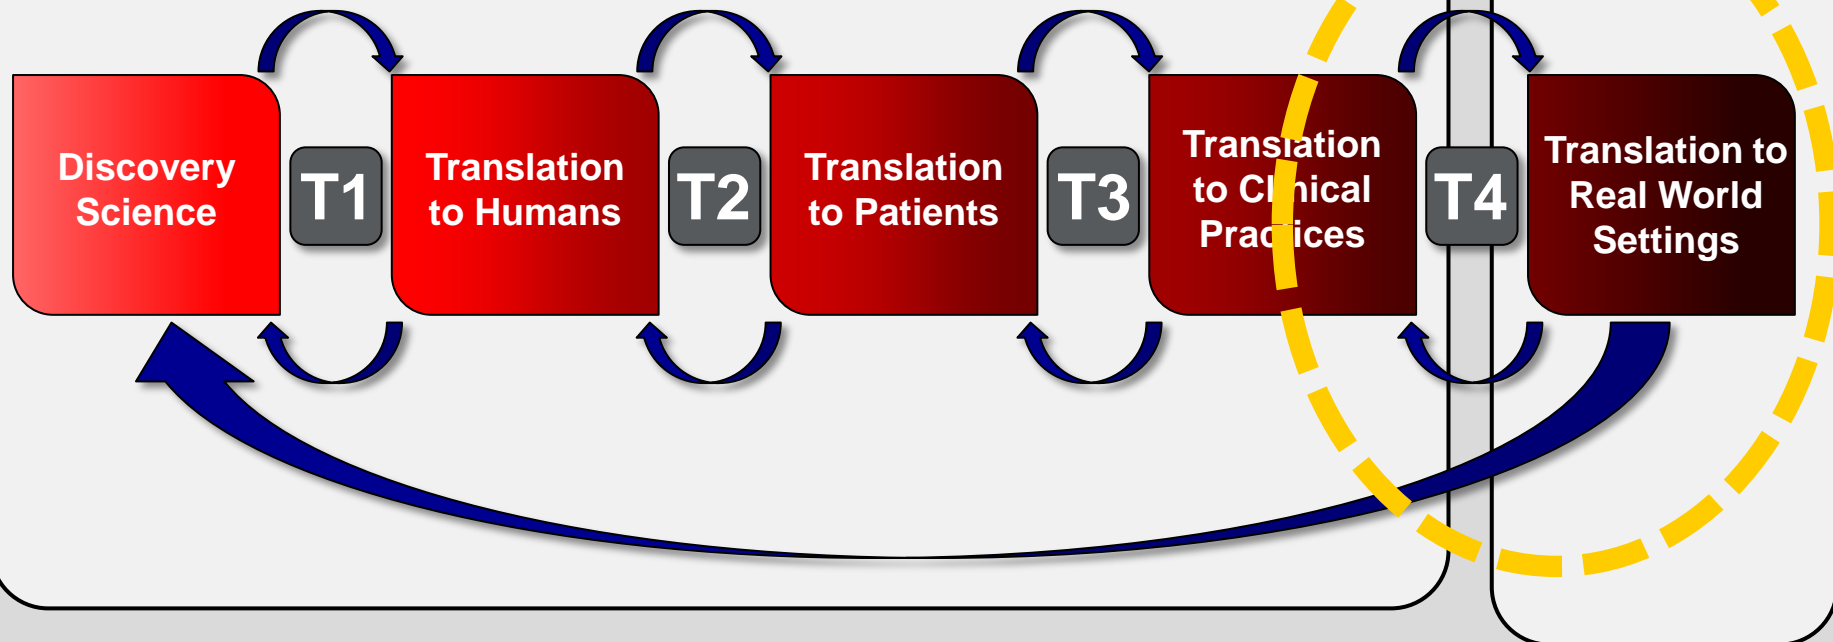 Discovery
Science
T1
Translation
to Humans
T2
Translation
to Patients
T3
Translation
to Clinical
Practices
T4
Translation to
Real World
Settings